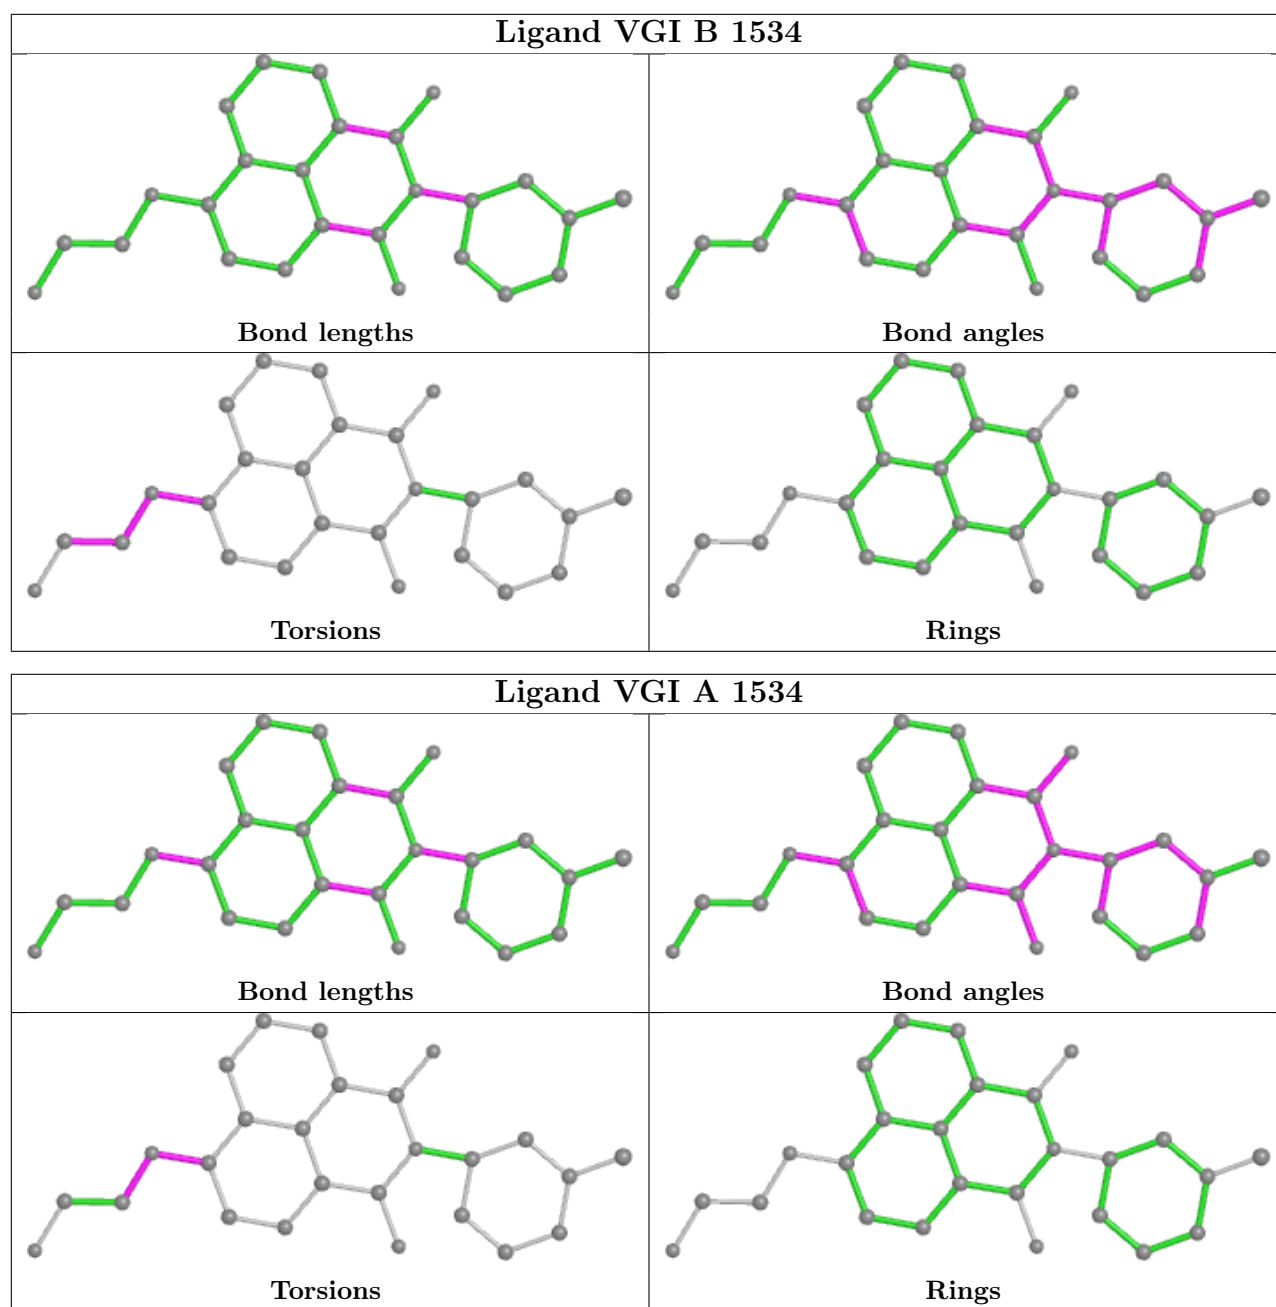 Ligand VGI B 1534
Bond lengths
Bond angles
Torsions
Rings
Ligand VGI A 1534
Bond lengths
Bond angles
Torsions
Rings